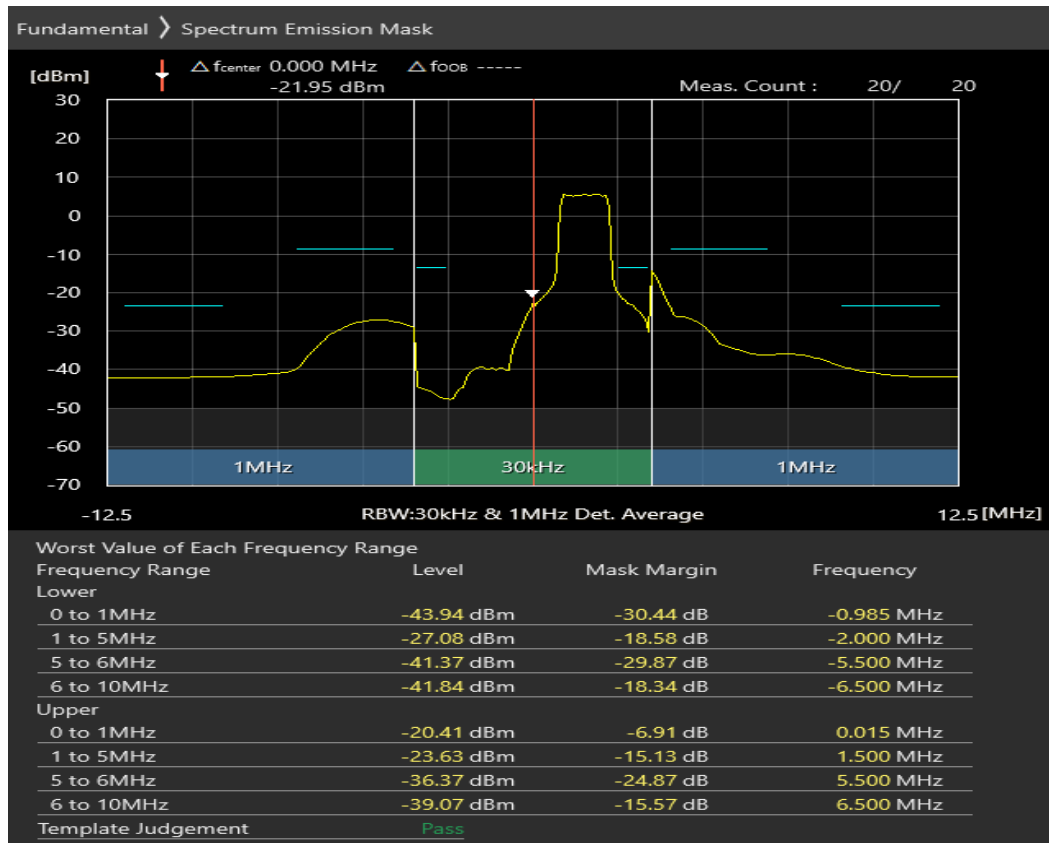 Fundamental ❯ Spectrum Emission Mask
[dBm] △ fcenter 0.000 MHz △ fOOB -----
-21.95 dBm Meas. Count : 20/ 20
30
20
10
0
-10
-20
-30
-40
-50
-60
-70
1MHz 30kHz 1MHz
-12.5 RBW:30kHz & 1MHz Det. Average 12.5 [MHz]
Worst Value of Each Frequency Range
Frequency Range Level Mask Margin Frequency
Lower
0 to 1MHz -43.94 dBm -30.44 dB -0.985 MHz
1 to 5MHz -27.08 dBm -18.58 dB -2.000 MHz
5 to 6MHz -41.37 dBm -29.87 dB -5.500 MHz
6 to 10MHz -41.84 dBm -18.34 dB -6.500 MHz
Upper
0 to 1MHz -20.41 dBm -6.91 dB 0.015 MHz
1 to 5MHz -23.63 dBm -15.13 dB 1.500 MHz
5 to 6MHz -36.37 dBm -24.87 dB 5.500 MHz
6 to 10MHz -39.07 dBm -15.57 dB 6.500 MHz
Template Judgement Pass